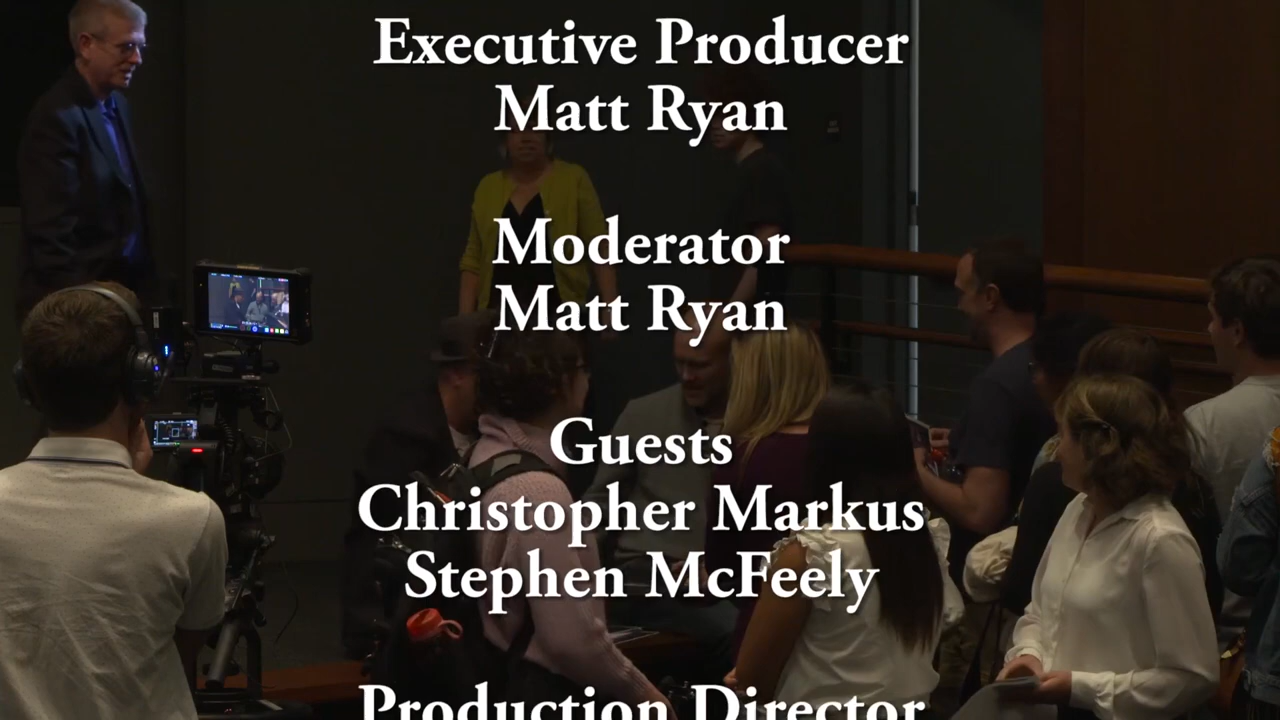 Executive Producer
Matt Ryan
Moderator
Matt Ryan
Guests
Christopher Markus
Stephen McFeely
Production Director